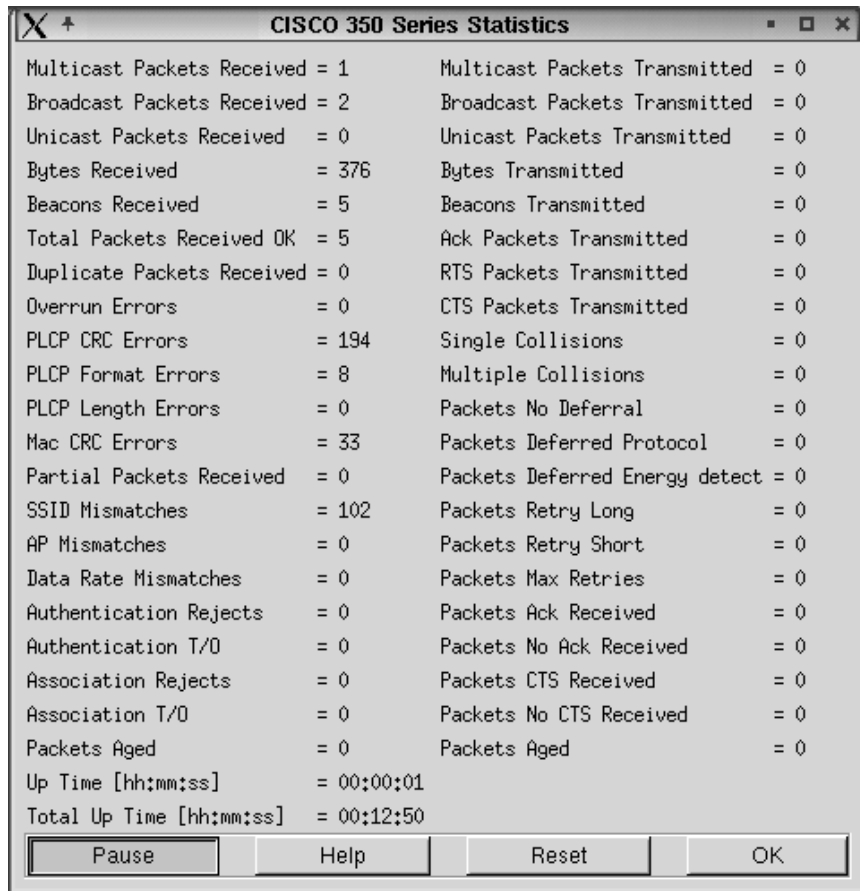 CISCO 350 Series Statistics
Multicast Packets Received = 1 Multicast Packets Transmitted = 0
Broadcast Packets Received = 2 Broadcast Packets Transmitted = 0
Unicast Packets Received = 0 Unicast Packets Transmitted = 0
Bytes Received = 376 Bytes Transmitted = 0
Beacons Received = 5 Beacons Transmitted = 0
Total Packets Received OK = 5 Ack Packets Transmitted = 0
Duplicate Packets Received = 0 RTS Packets Transmitted = 0
Overrun Errors = 0 CTS Packets Transmitted = 0
PLCP CRC Errors = 194 Single Collisions = 0
PLCP Format Errors = 8 Multiple Collisions = 0
PLCP Length Errors = 0 Packets No Deferral = 0
Mac CRC Errors = 33 Packets Deferred Protocol = 0
Partial Packets Received = 0 Packets Deferred Energy detect = 0
SSID Mismatches = 102 Packets Retry Long = 0
AP Mismatches = 0 Packets Retry Short = 0
Data Rate Mismatches = 0 Packets Max Retries = 0
Authentication Rejects = 0 Packets Ack Received = 0
Authentication T/O = 0 Packets No Ack Received = 0
Association Rejects = 0 Packets CTS Received = 0
Association T/O = 0 Packets No CTS Received = 0
Packets Aged = 0 Packets Aged = 0
Up Time [hh:mm:ss] = 00:00:01
Total Up Time [hh:mm:ss] = 00:12:50
Pause Help Reset OK